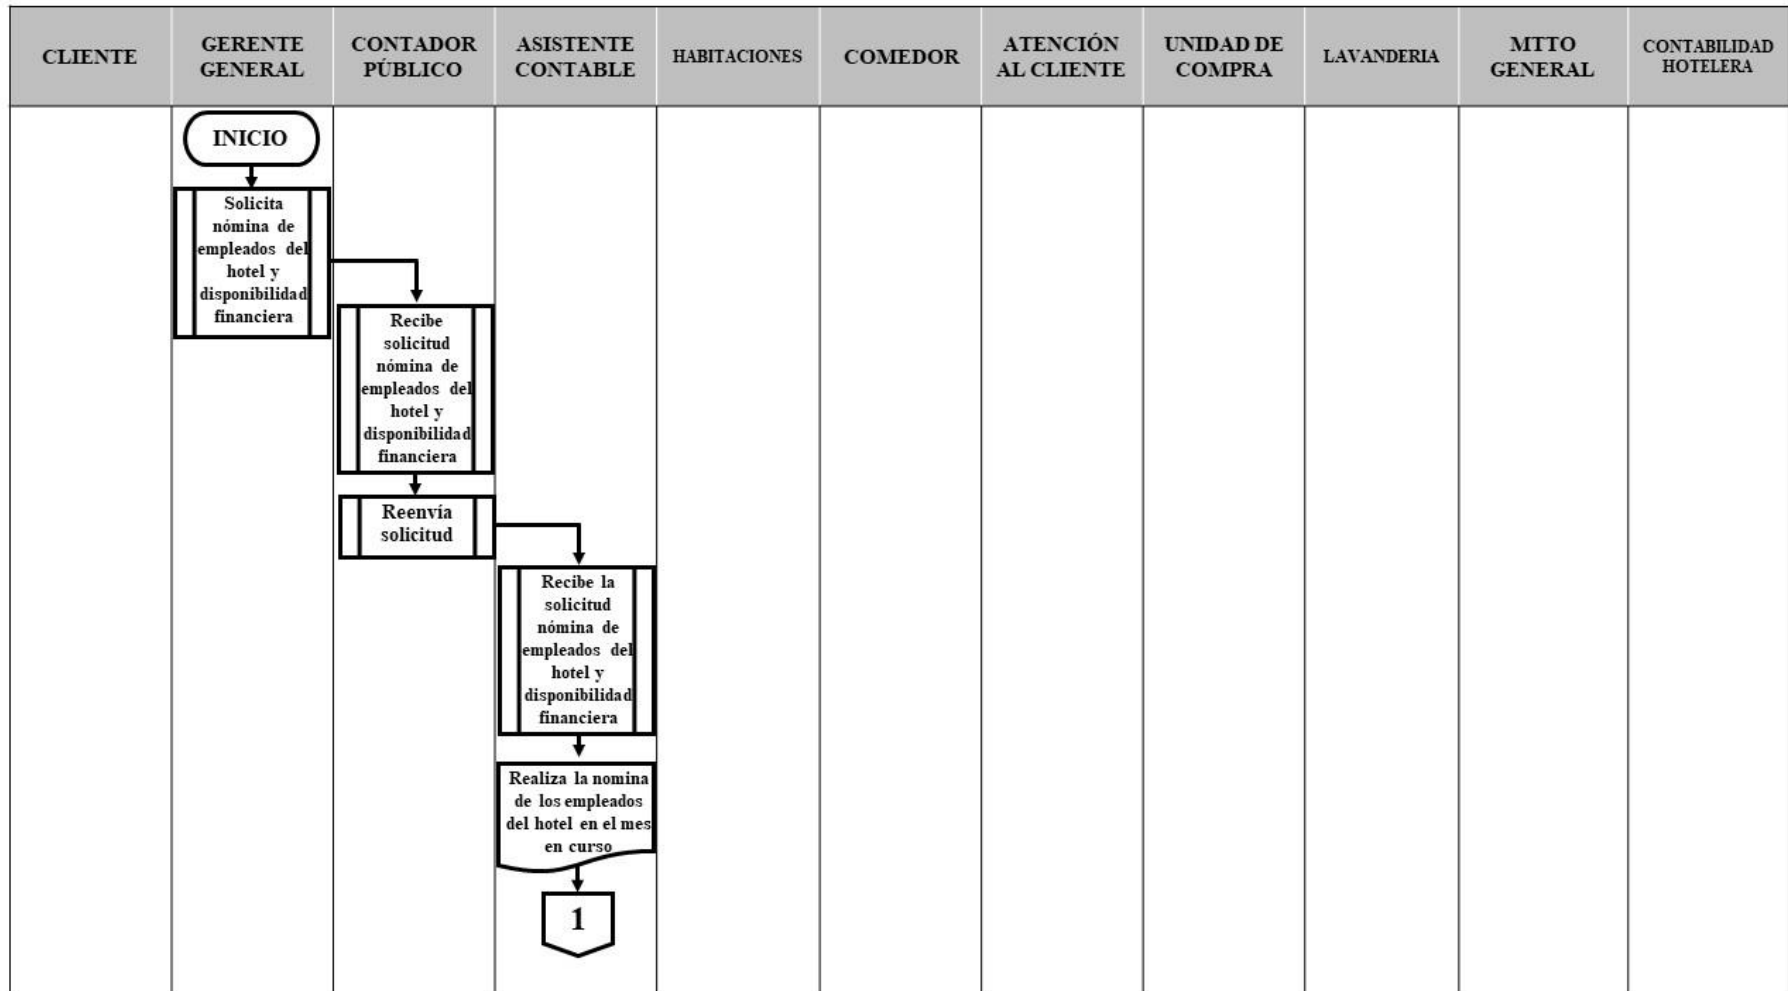 CLIENTE
GERENTE
GENERAL
CONTADOR
PÚBLICO
ASISTENTE
CONTABLE
HABITACIONES
COMEDOR
ATENCIÓN
AL CLIENTE
UNIDAD DE
COMPRA
LAVANDERIA
MTTO
GENERAL
CONTABILIDAD
HOTELERA
INICIO
Solicita
nómina de
empleados del
hotel y
disponibilidad
financiera
Recibe
solicitud
nómina de
empleados del
hotel y
disponibilidad
financiera
Reenvía
solicitud
Recibe la
solicitud
nómina de
empleados del
hotel y
disponibilidad
financiera
Realiza la nomina
de los empleados
del hotel en el mes
en curso
1